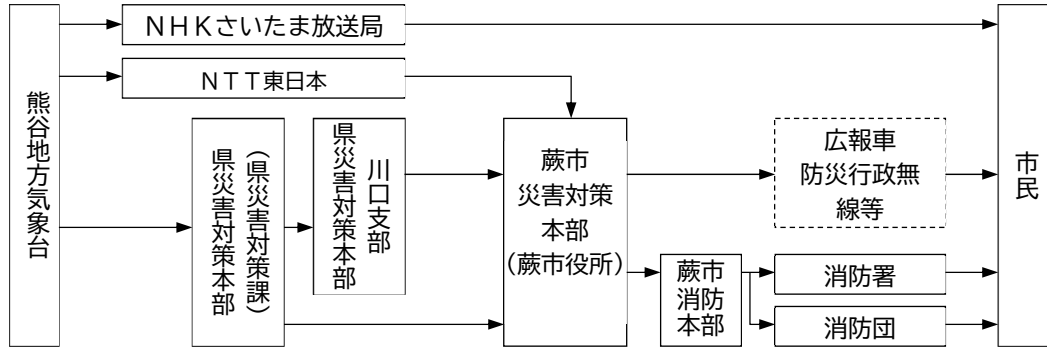 熊谷地方気象台
ＮＨＫさいたま放送局
ＮＴＴ東日本
県災害対策本部
（県災害対策課）
県災害対策本部
川口支部
蕨市
災害対策
本部
（蕨市役所）
広報車
防災行政無
線等
蕨市
消防
本部
消防署
消防団
市民